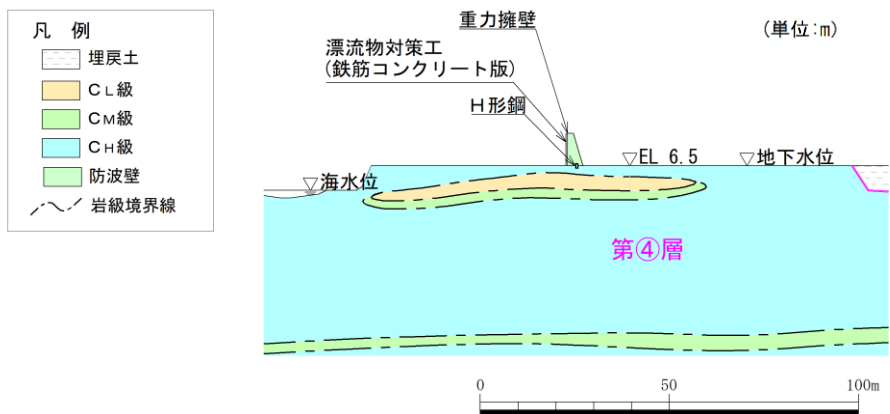 凡 例
埋戻土
CL級
CM級
CH級
防波壁
岩級境界線
重力擁壁
(単位:m)
漂流物対策工
(鉄筋コンクリート版)
H形鋼
海水位
EL 6.5
地下水位
第④層
0
50
100m